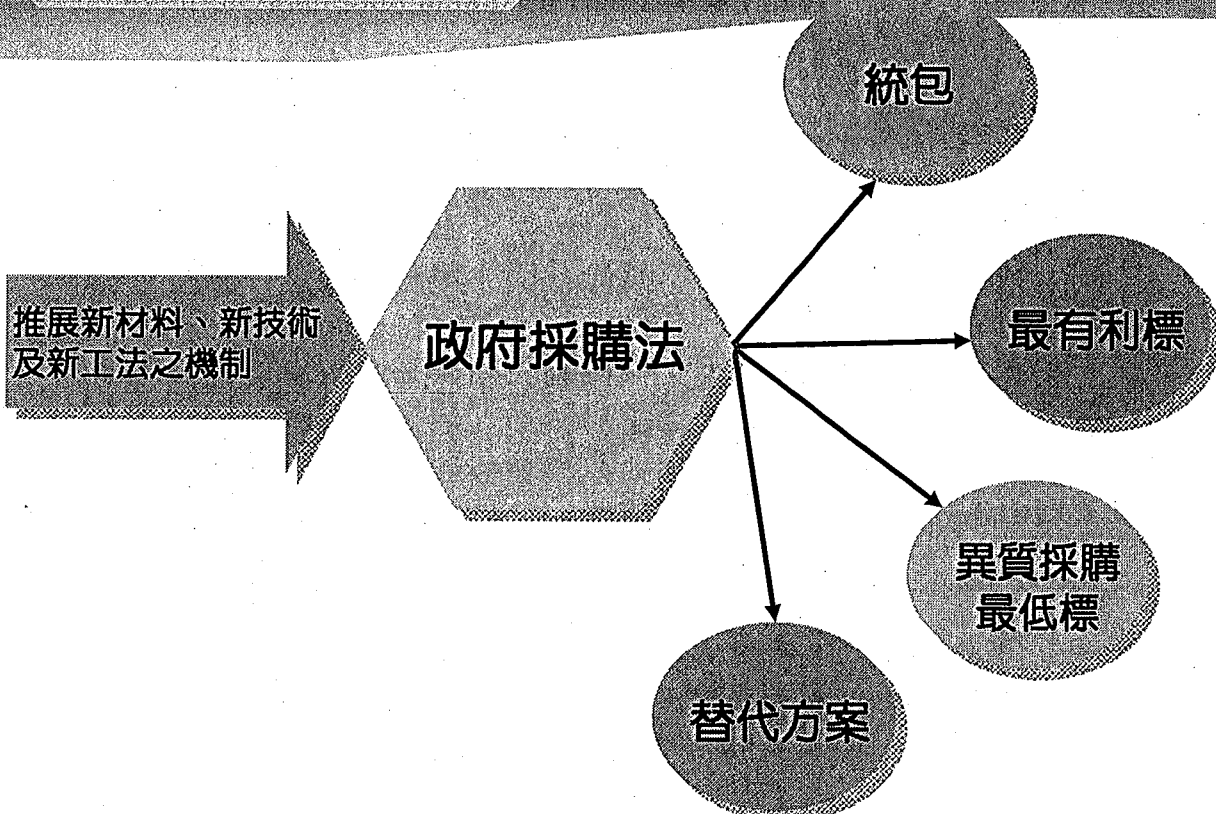 統包
推展新材料、新技術
及新工法之機制
政府採購法
最有利標
異質採購
最低標
替代方案